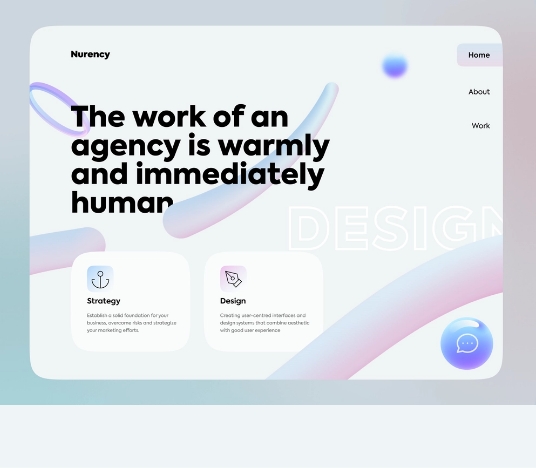 Nurency
Home
About
Work
The work of an
agency is warmly
and immediately
human
DESIGN
Strategy
Establish a solid foundation for your
business, overcome risks and strategize
your marketing efforts.
Design
Creating user-centred interfaces and
design systems that combine aesthetic
with good user experience